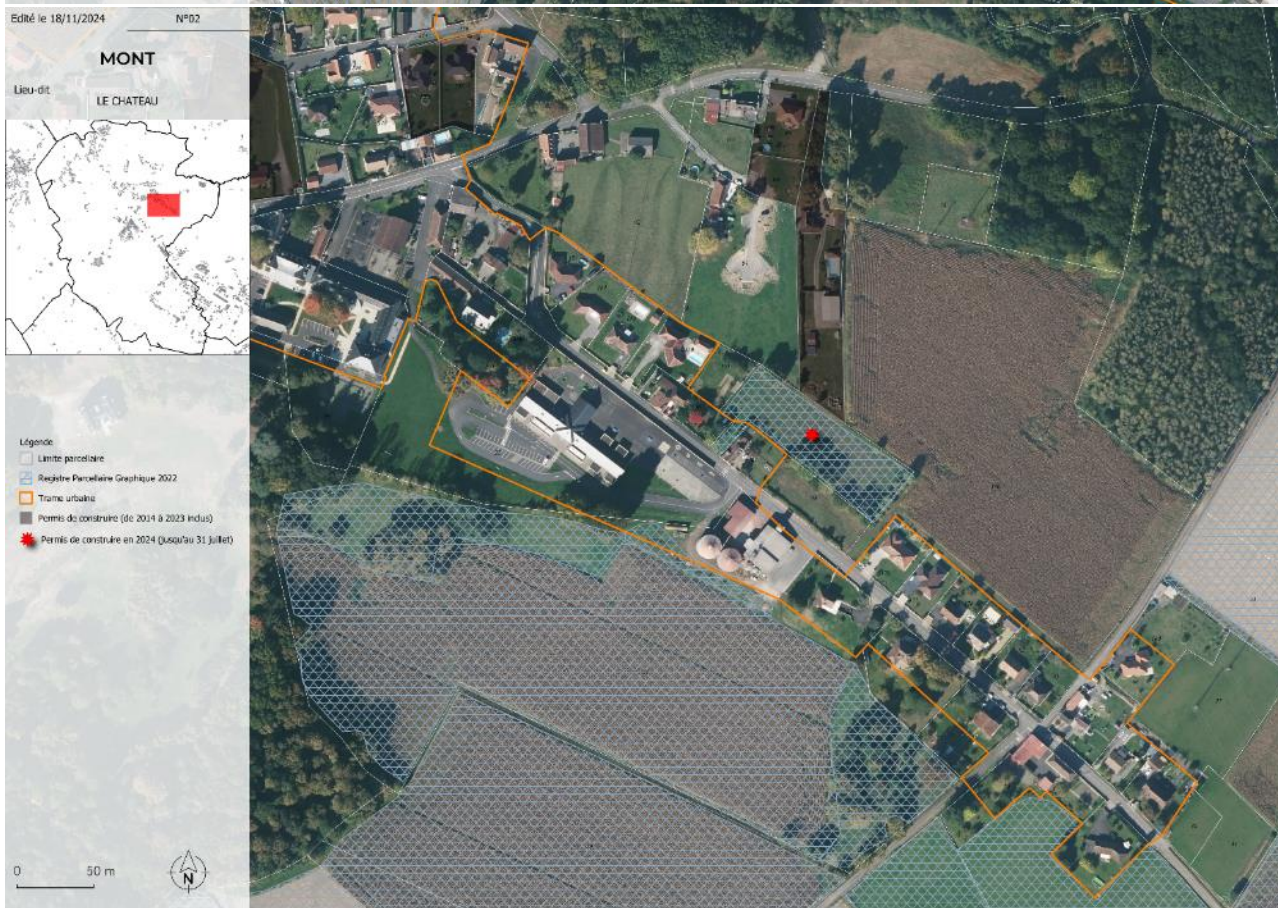 Edité le 18/11/2024 N°02
MONT
Lieu-dit
LE CHATEAU
Légende
Limite parcellaire
Registre Parcellaire Graphique 2022
Trame urbaine
Permis de construire (de 2014 à 2023 inclus)
Permis de construire en 2024 (jusqu'au 31 juillet)
0 50 m
N